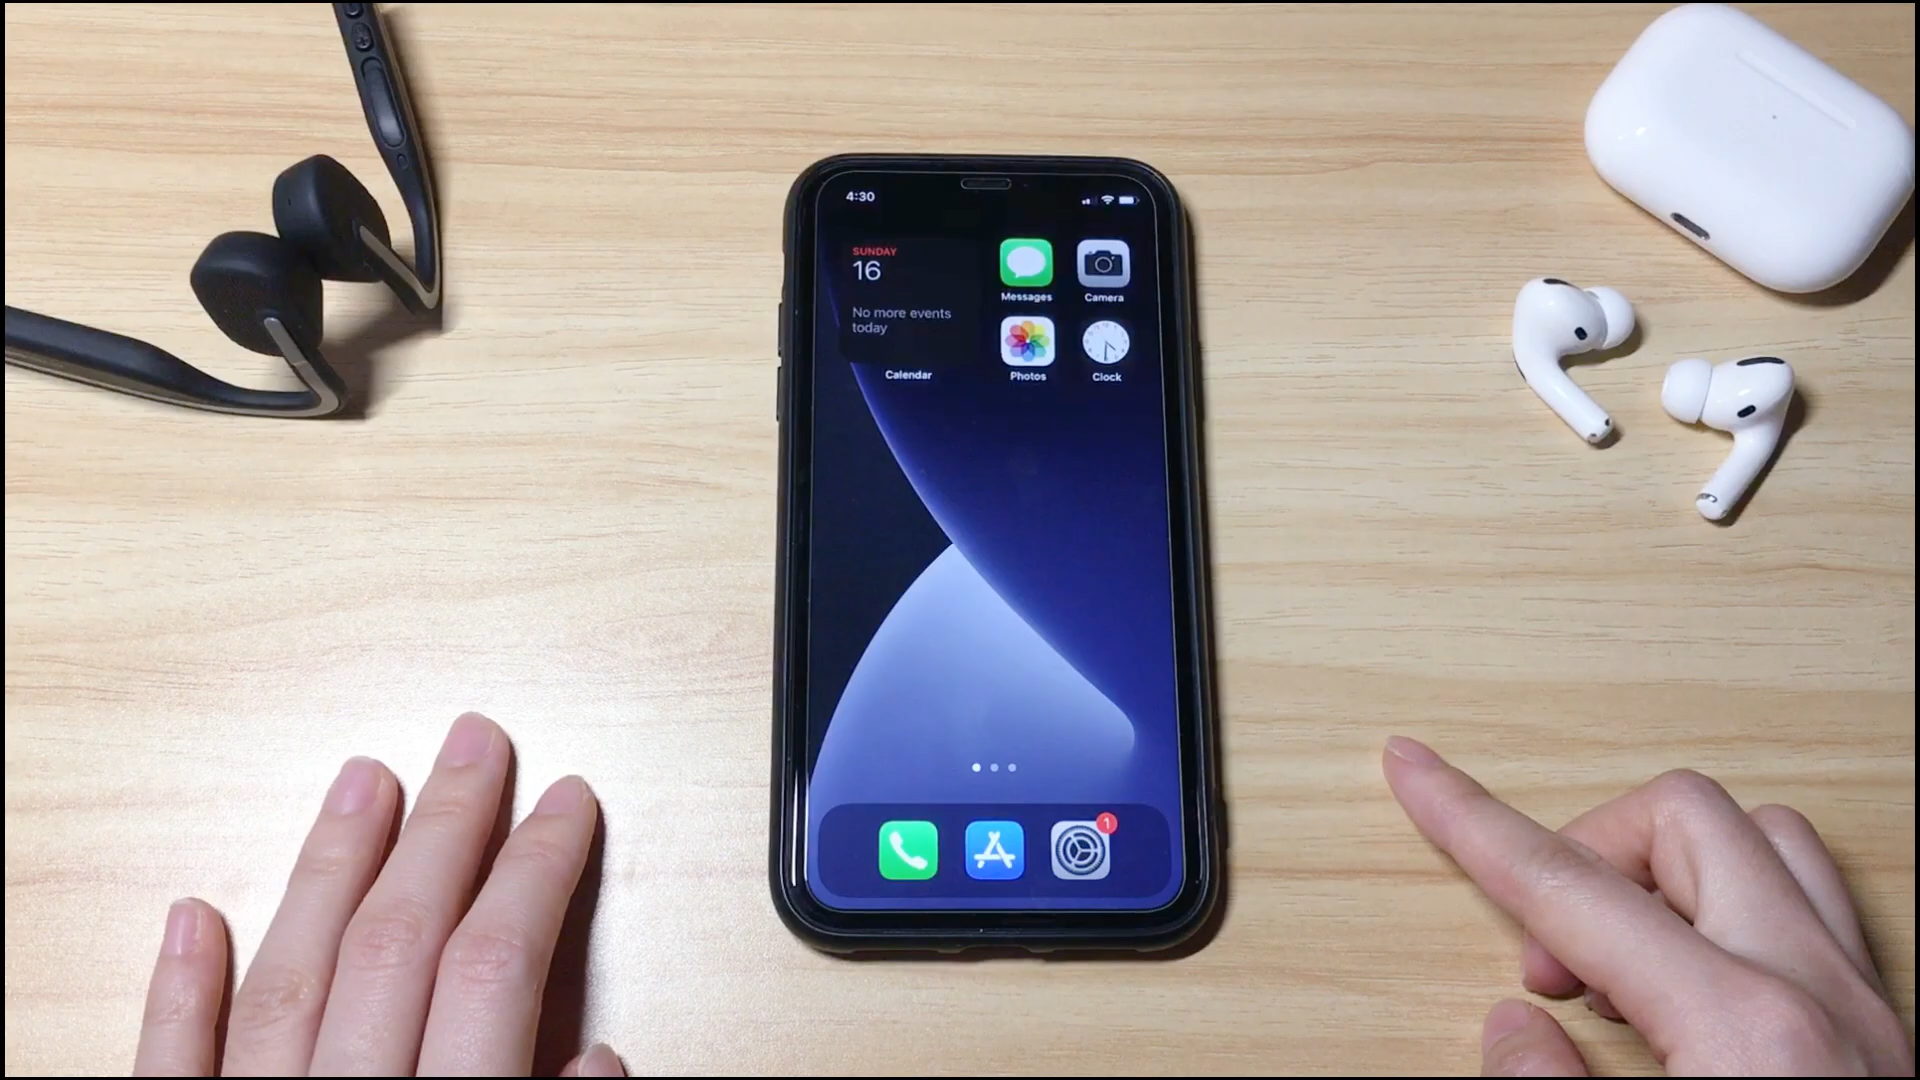 4:30
SUNDAY
16
No more events
today
Calendar
Messages
Camera
Photos
Clock
1